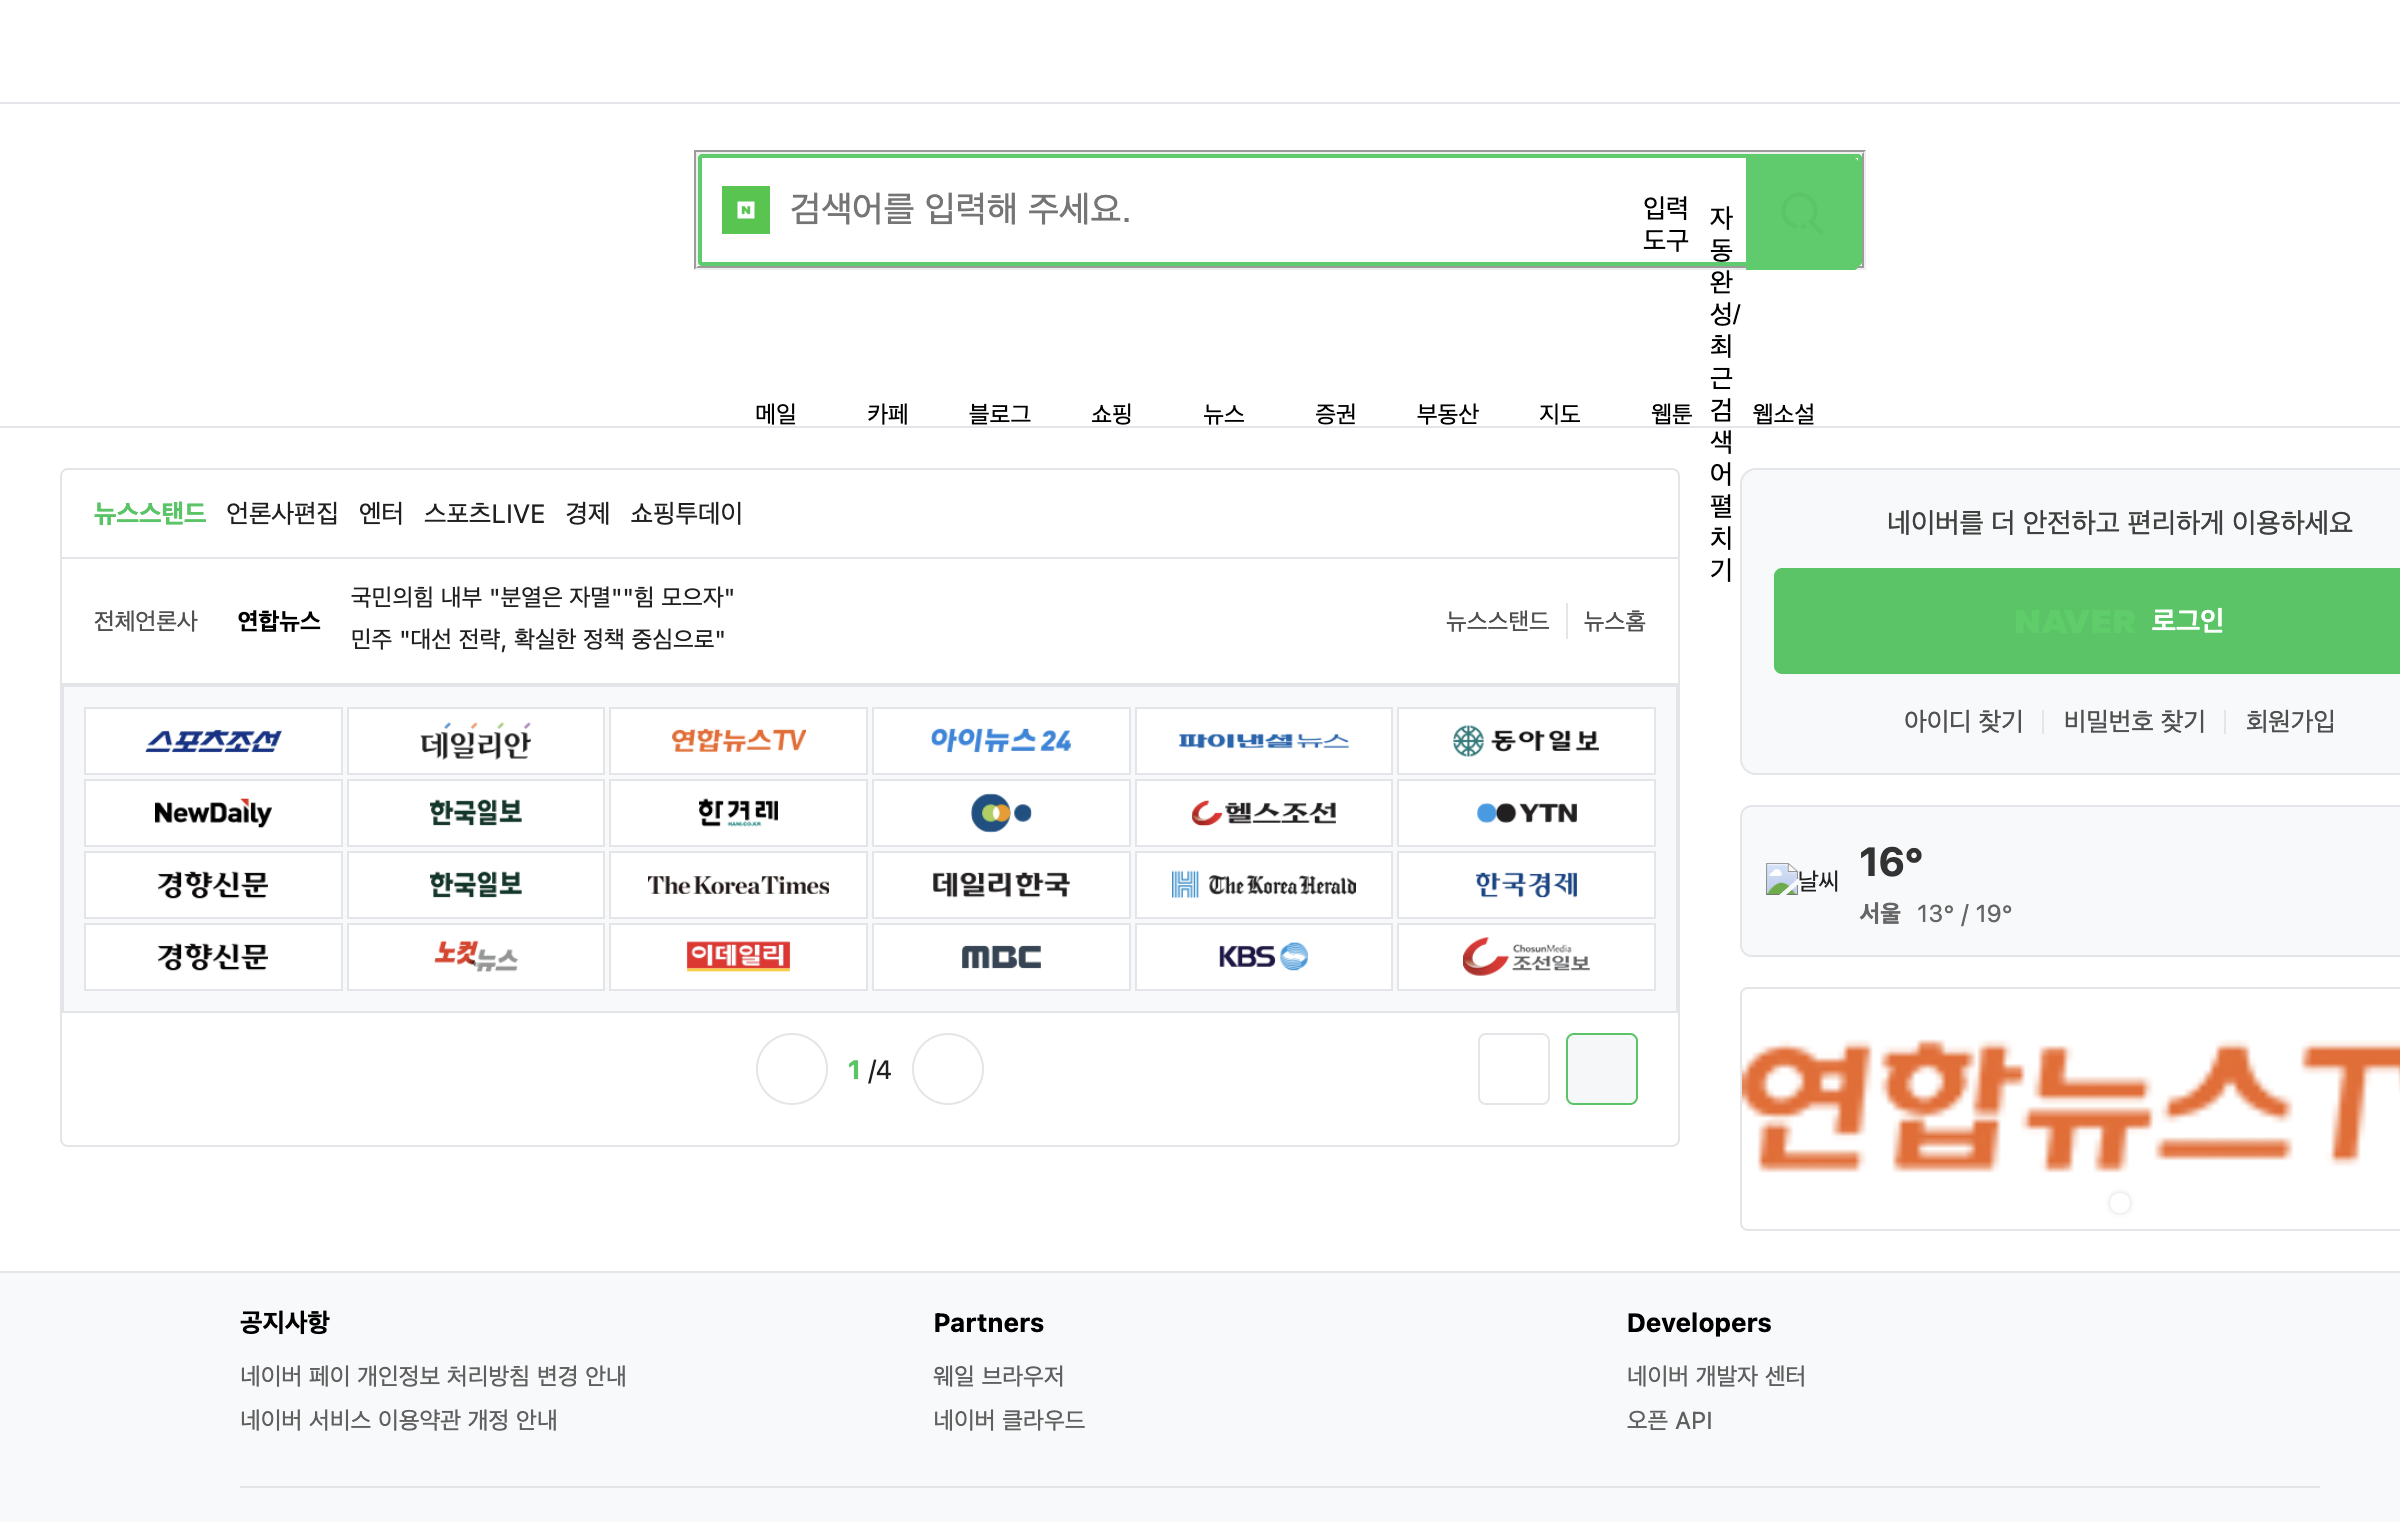 검색어를 입력해 주세요.
입력
도구
자
동
완
성/
최
근
검
색
어
펼
치
기
메일 카페 블로그 쇼핑 뉴스 증권 부동산 지도 웹툰 웹소설
뉴스스탠드 언론사편집 엔터 스포츠LIVE 경제 쇼핑투데이
전체언론사 연합뉴스
국민의힘 내부 "분열은 자멸""힘 모으자"
민주 "대선 전략, 확실한 정책 중심으로"
뉴스스탠드 뉴스홈
스포츠조선 데일리안 연합뉴스TV 아이뉴스24 파이낸셜뉴스 동아일보
NewDaily 한국일보 한겨레 HANI.CO.KR 헬스조선 YTN
경향신문 한국일보 The Korea Times 데일리한국 The Korea Herald 한국경제
경향신문 노컷뉴스 이데일리 MBC KBS ChosunMedia 조선일보
1 /4
네이버를 더 안전하고 편리하게 이용하세요
NAVER 로그인
아이디 찾기 비밀번호 찾기 회원가입
날씨
16°
서울 13° / 19°
연합뉴스T
공지사항
네이버 페이 개인정보 처리방침 변경 안내
네이버 서비스 이용약관 개정 안내
Partners
웨일 브라우저
네이버 클라우드
Developers
네이버 개발자 센터
오픈 API